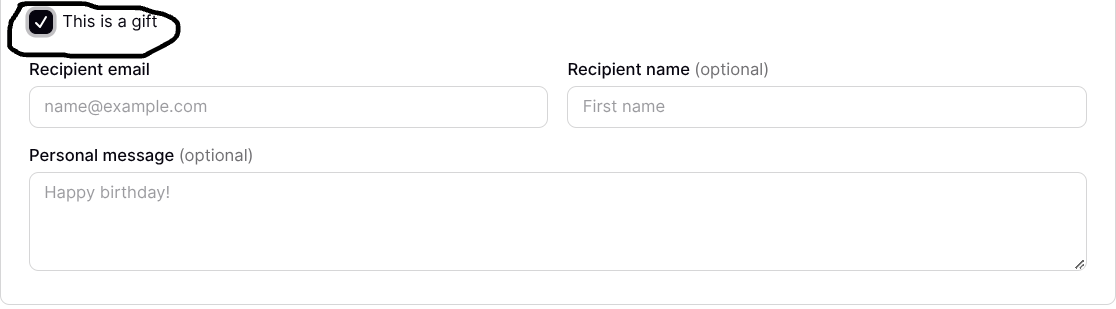 This is a gift
Recipient email
Recipient name (optional)
name@example.com
First name
Personal message (optional)
Happy birthday!